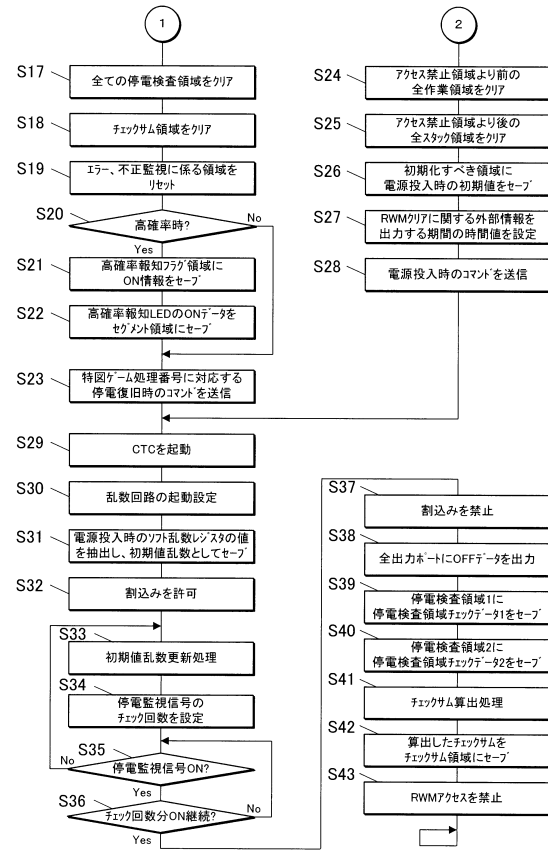 1
S17
全ての停電検査領域をクリア
S18
チェックサム領域をクリア
S19
エラー、不正監視に係る領域を
リセット
S20
高確率時?
No
Yes
S21
高確率報知フラグ領域に
ON情報をセーブ
S22
高確率報知LEDのONデータを
セグメント領域にセーブ
S23
特図ゲーム処理番号に対応する
停電復旧時のコマンドを送信
2
S24
アクセス禁止領域より前の
全作業領域をクリア
S25
アクセス禁止領域より後の
全スタック領域をクリア
S26
初期化すべき領域に
電源投入時の初期値をセーブ
S27
RWMクリアに関する外部情報を
出力する期間の時間値を設定
S28
電源投入時のコマンドを送信
S29
CTCを起動
S30
乱数回路の起動設定
S31
電源投入時のソフト乱数レジスタの値
を抽出し、初期値乱数としてセーブ
S32
割込みを許可
S33
初期値乱数更新処理
S34
停電監視信号の
チェック回数を設定
S35
停電監視信号ON?
No
Yes
S36
チェック回数分ON継続?
No
Yes
S37
割込みを禁止
S38
全出力ポートにOFFデータを出力
S39
停電検査領域1に
停電検査領域チェックデータ1をセーブ
S40
停電検査領域2に
停電検査領域チェックデータ2をセーブ
S41
チェックサム算出処理
S42
算出したチェックサムを
チェックサム領域にセーブ
S43
RWMアクセスを禁止